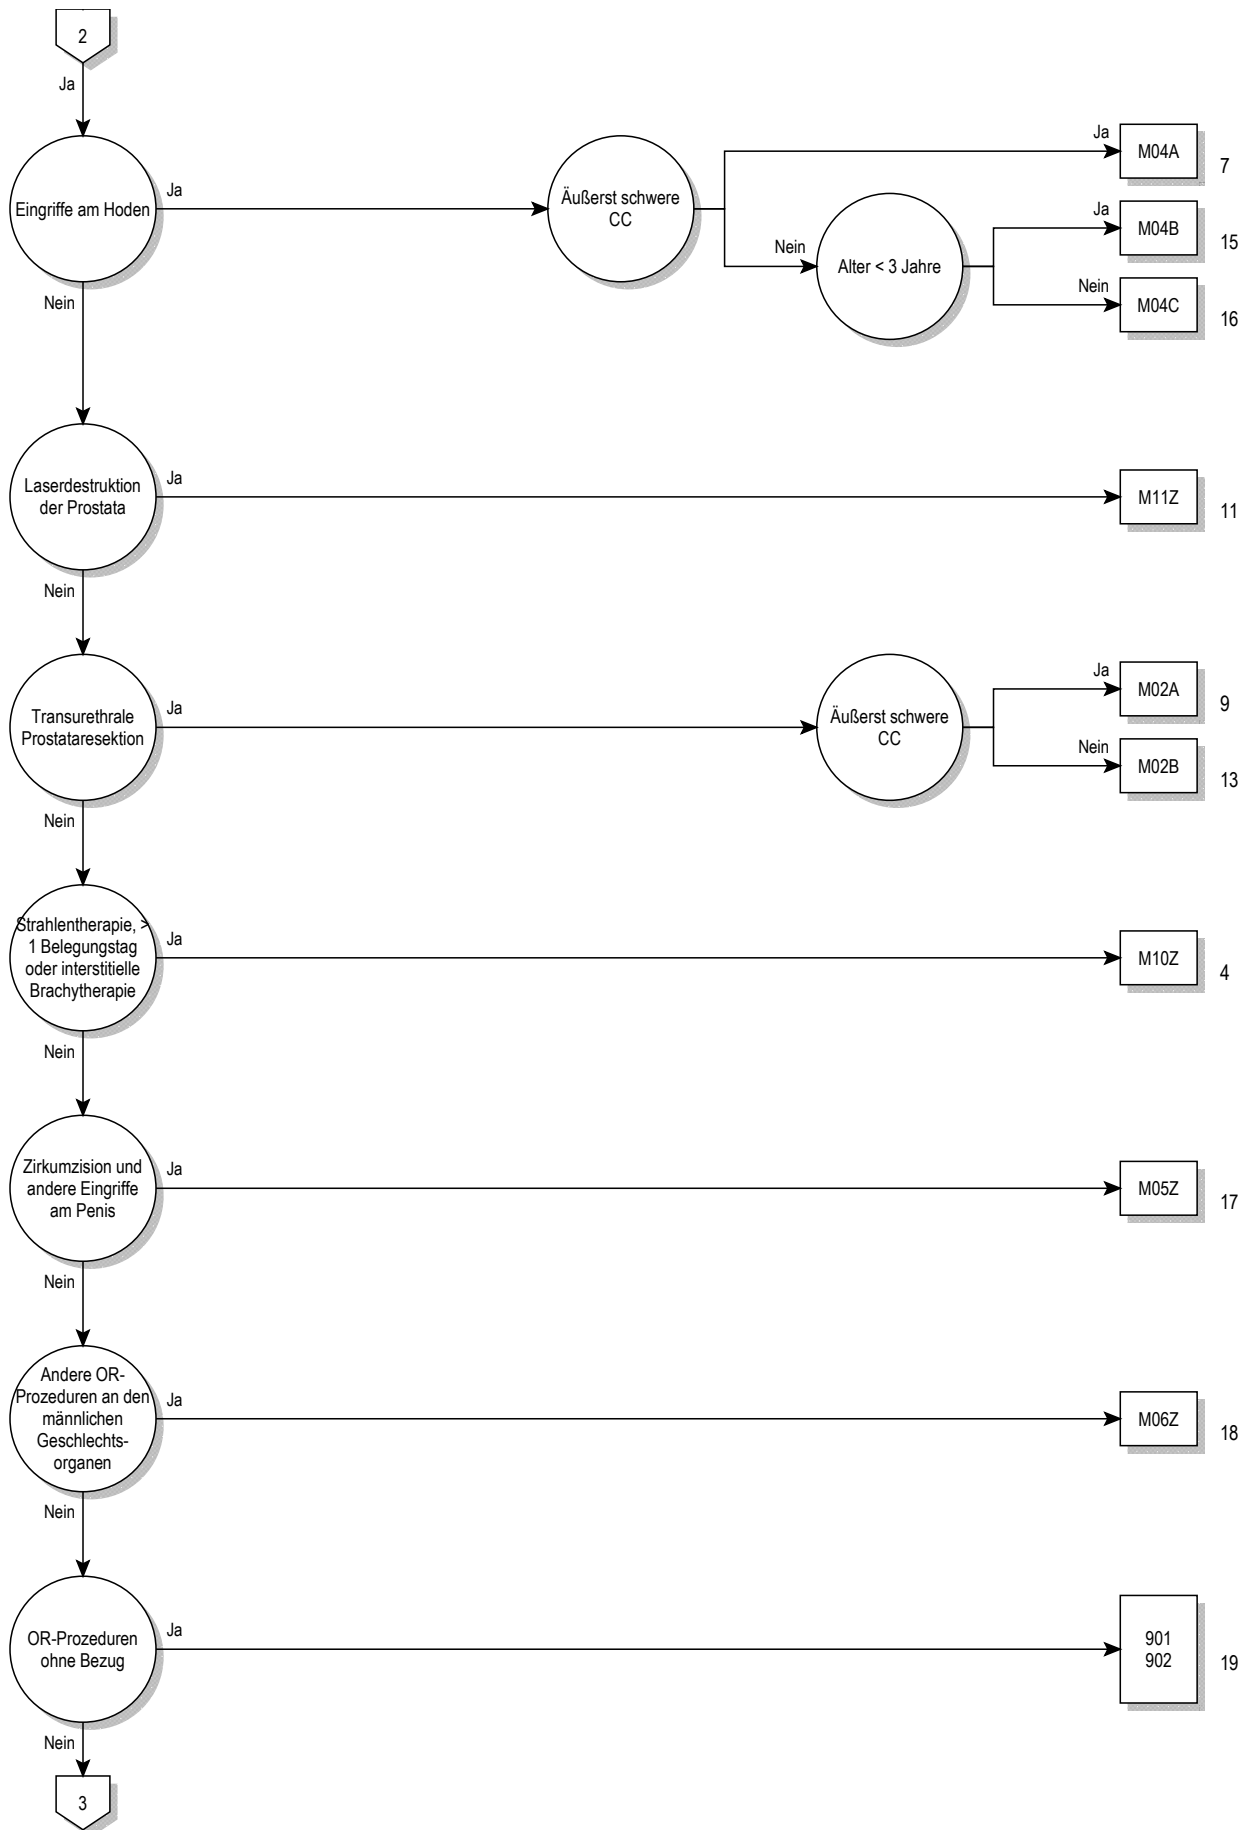 2
Ja
Eingriffe am Hoden
Ja
Äußerst schwere
CC
Ja
M04A
7
Nein
Alter < 3 Jahre
Ja
M04B
15
Nein
M04C
16
Nein
Laserdestruktion
der Prostata
Ja
M11Z
11
Nein
Transurethrale
Prostataresektion
Ja
Äußerst schwere
CC
Ja
M02A
9
Nein
M02B
13
Nein
Strahlentherapie, >
1 Belegungstag
oder interstitielle
Brachytherapie
Ja
M10Z
4
Nein
Zirkumzision und
andere Eingriffe
am Penis
Ja
M05Z
17
Nein
Andere OR-
Prozeduren an den
männlichen
Geschlechts-
organen
Ja
M06Z
18
Nein
OR-Prozeduren
ohne Bezug
Ja
901
902
19
Nein
3